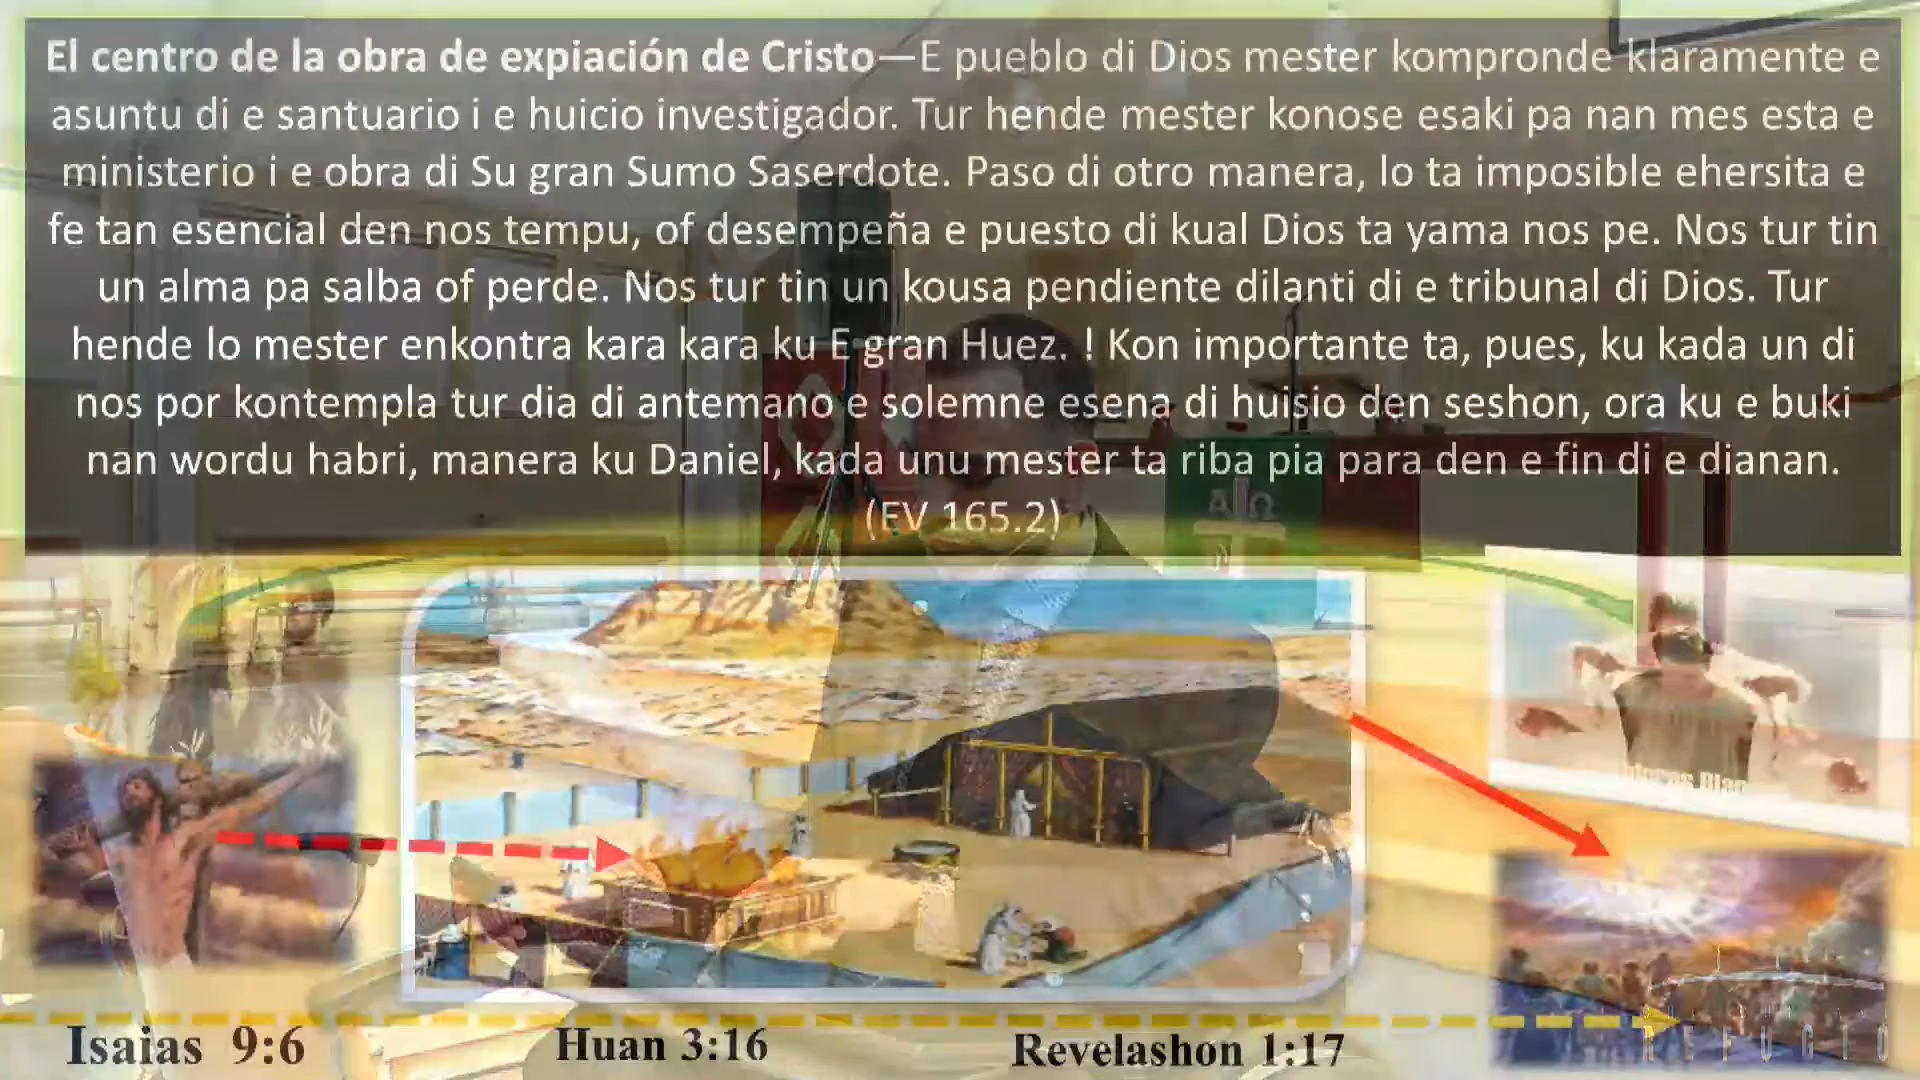 El centro de la obra de expiación de Cristo—E pueblo di Dios mester kompronde klaramente e
asuntu di e santuario i e huicio investigador. Tur hende mester konose esaki pa nan mes esta e
ministerio i e obra di Su gran Sumo Saserdote. Paso di otro manera, lo ta imposible ehersita e
fe tan esencial den nos tempu, of desempeña e puesto di kual Dios ta yama nos pe. Nos tur tin
un alma pa salba of perde. Nos tur tin un kousa pendiente dilanti di e tribunal di Dios. Tur
hende lo mester enkontra kara kara ku E gran Huez. ! Kon importante ta, pues, ku kada un di
nos por kontempla tur dia di antemano e solemne esena di huisio den seshon, ora ku e buki
nan wordu habri, manera ku Daniel, kada unu mester ta riba pia para den e fin di e dianan.
(EV 165.2)
Α Ω
Isaias 9:6
Huan 3:16
Revelashon 1:17
REFUGIO